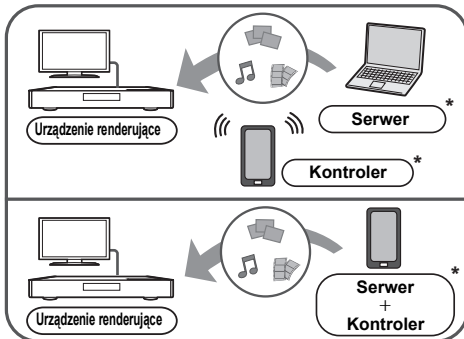 Urządzenie renderujące
Serwer *
Kontroler *
Urządzenie renderujące
*
Serwer
+
Kontroler